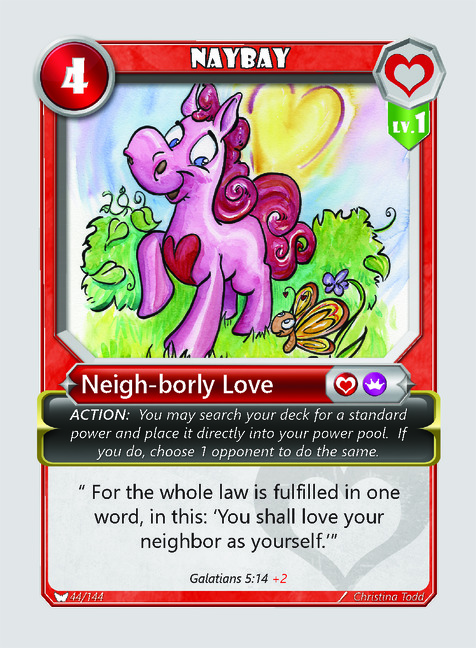 NAYBAY
4
LV.1
Neigh-borly Love
ACTION: You may search your deck for a standard
power and place it directly into your power pool. If
you do, choose 1 opponent to do the same.
“ For the whole law is fulfilled in one
word, in this: ‘You shall love your
neighbor as yourself.’”
Galatians 5:14 +2
44/144
Christina Todd